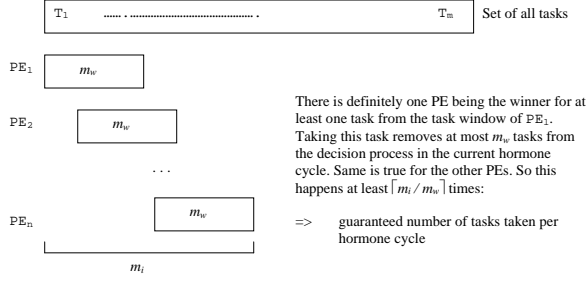 T1 ...... . ............................................. . Tm Set of all tasks
PE1 mw
PE2 mw
. . .
PEn mw
mi
There is definitely one PE being the winner for at
least one task from the task window of PE1.
Taking this task removes at most mw tasks from
the decision process in the current hormone
cycle. Same is true for the other PEs. So this
happens at least ⌈mi / mw⌉ times:
=> guaranteed number of tasks taken per
hormone cycle